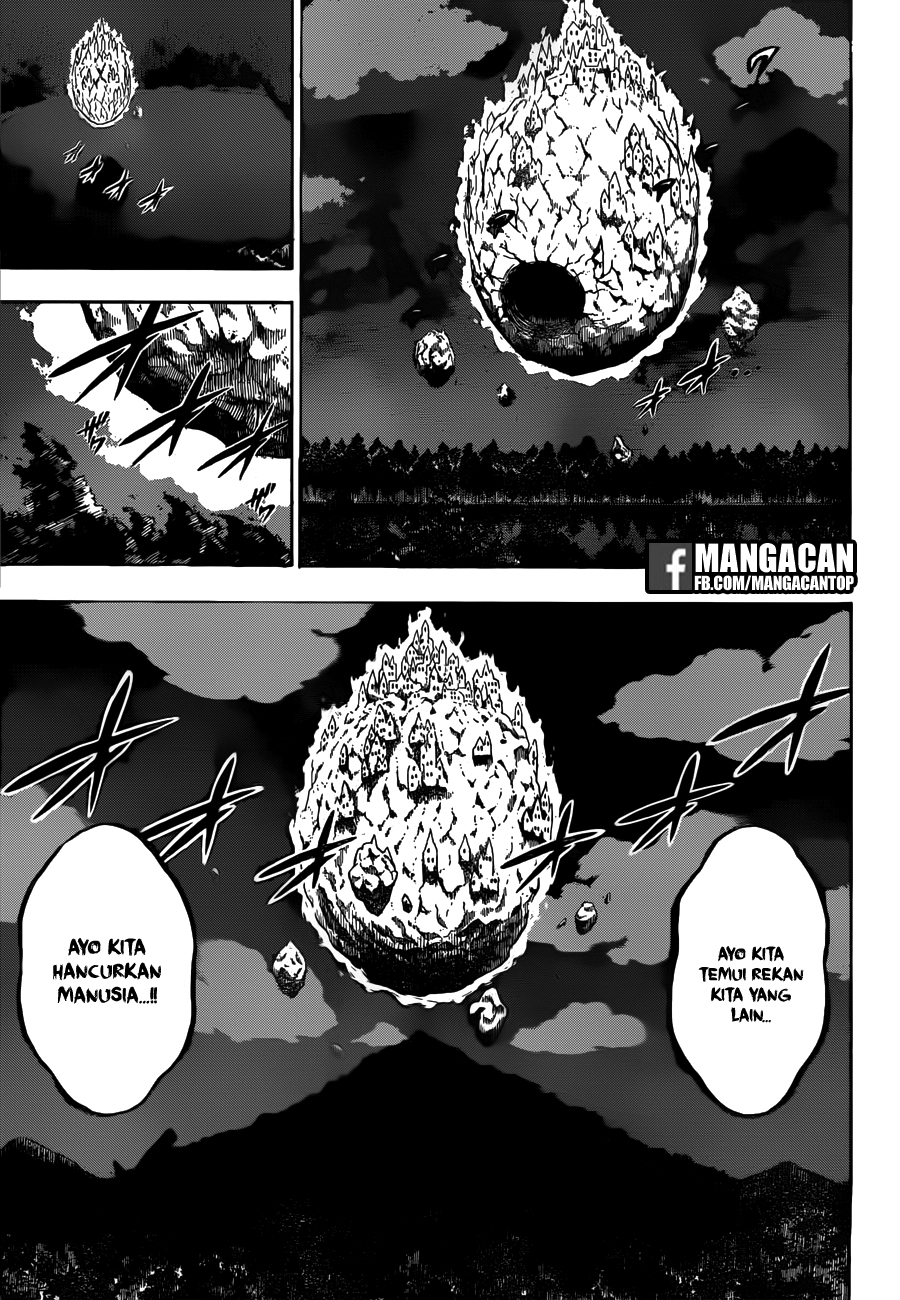 f MANGACAN
FB.COM/MANGACANTOP
AYO KITA
TEMUI REKAN
KITA YANG
LAIN...
AYO KITA
HANCURKAN
MANUSIA...!!